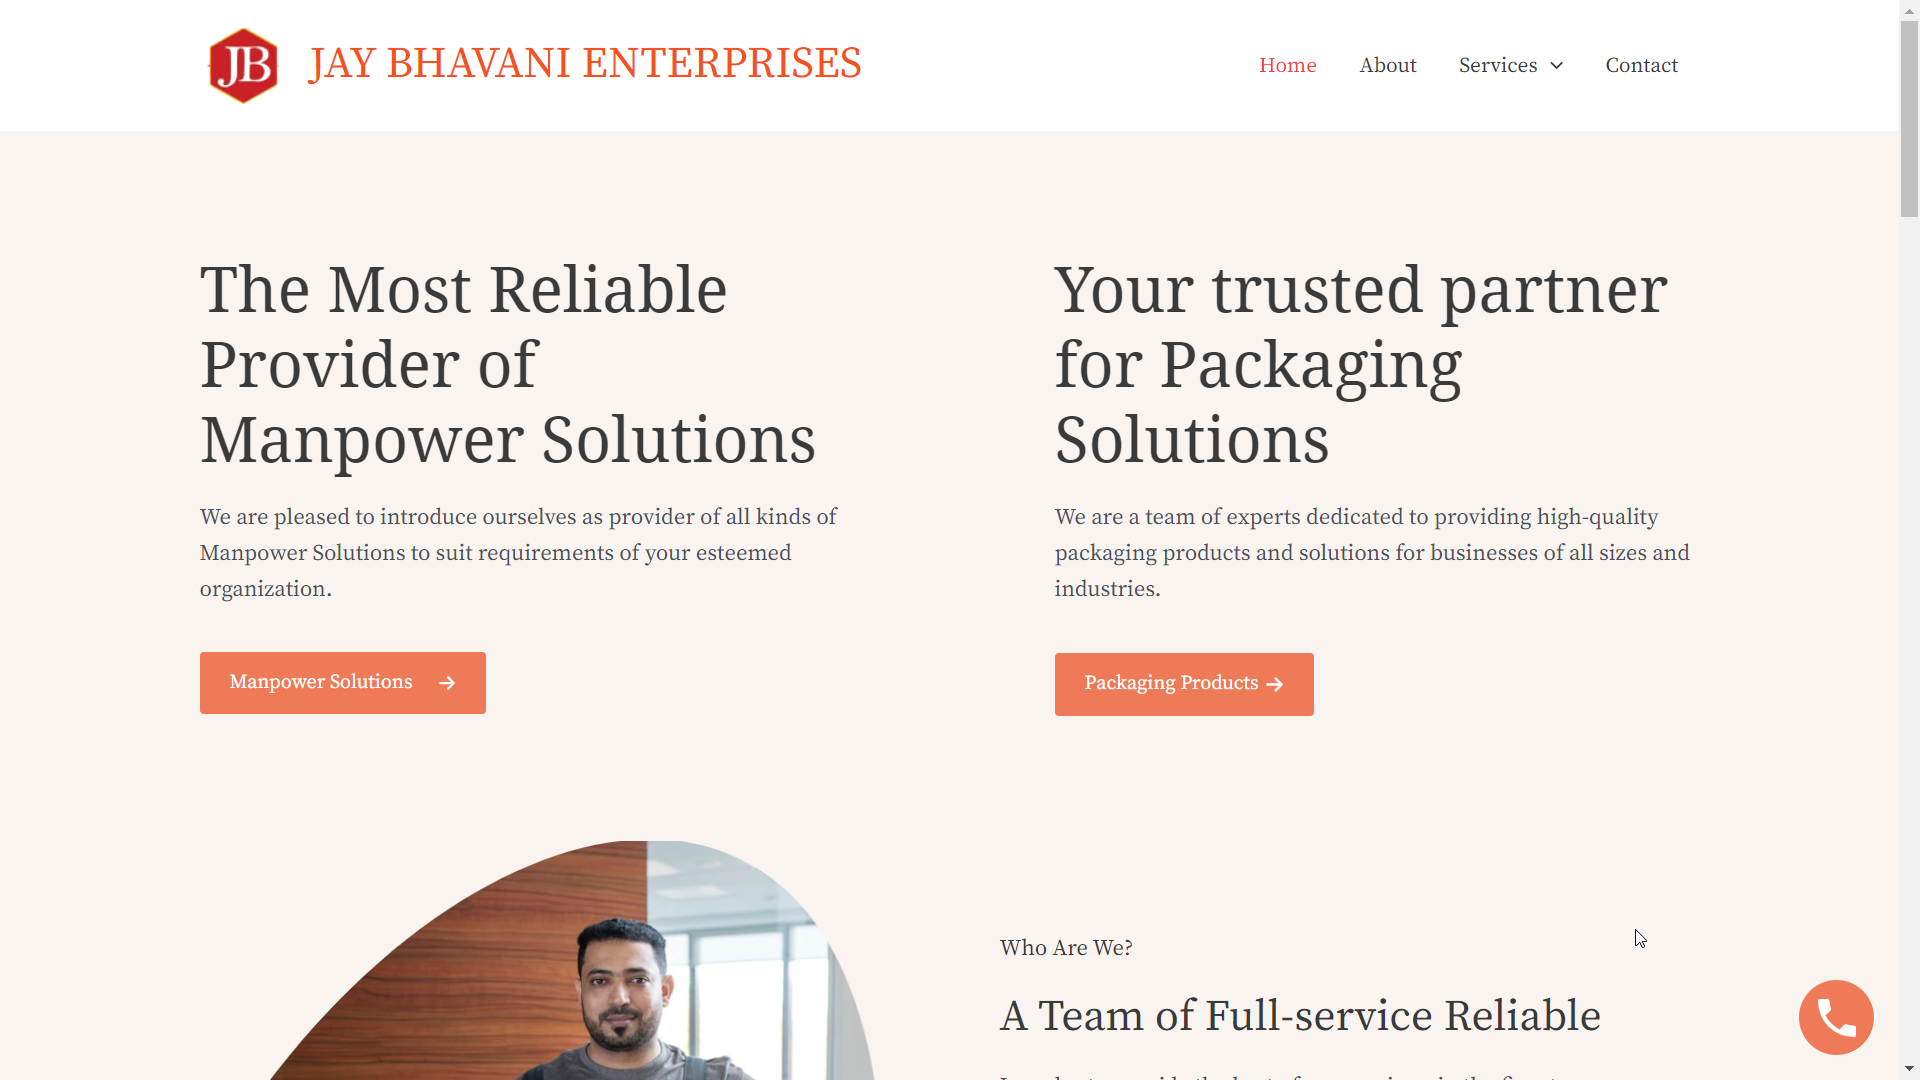 JB
JAY BHAVANI ENTERPRISES
Home
About
Services
Contact
The Most Reliable
Provider of
Manpower Solutions
We are pleased to introduce ourselves as provider of all kinds of
Manpower Solutions to suit requirements of your esteemed
organization.
Manpower Solutions
Your trusted partner
for Packaging
Solutions
We are a team of experts dedicated to providing high-quality
packaging products and solutions for businesses of all sizes and
industries.
Packaging Products
Who Are We?
A Team of Full-service Reliable